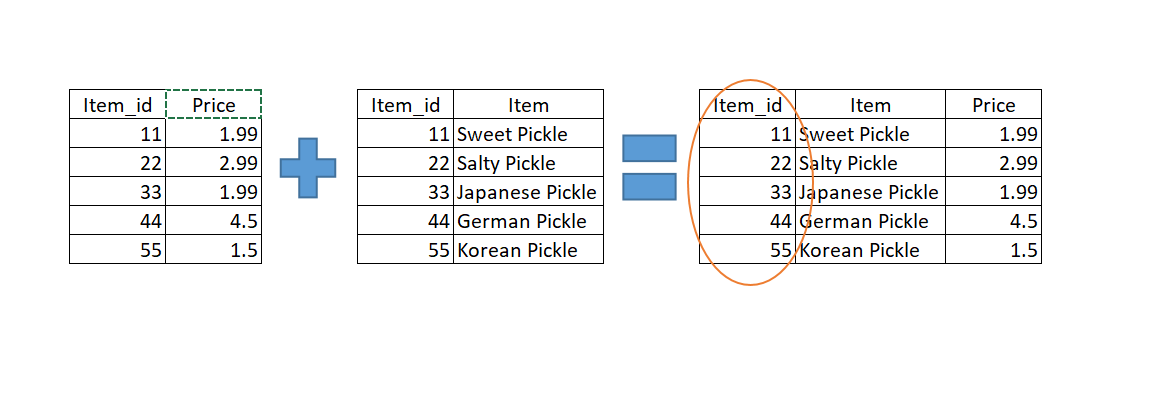 Item_id Price
11 1.99
22 2.99
33 1.99
44 4.5
55 1.5
Item_id Item
11 Sweet Pickle
22 Salty Pickle
33 Japanese Pickle
44 German Pickle
55 Korean Pickle
Item_id Item Price
11 Sweet Pickle 1.99
22 Salty Pickle 2.99
33 Japanese Pickle 1.99
44 German Pickle 4.5
55 Korean Pickle 1.5